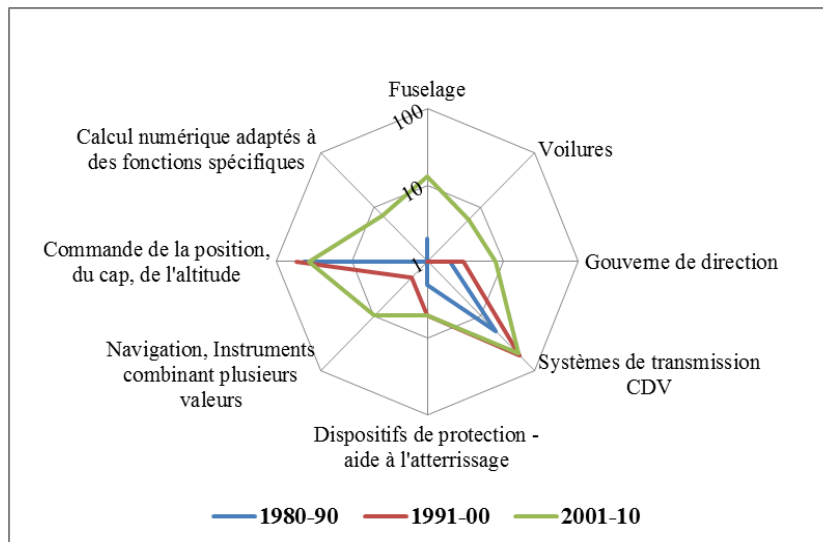 Fuselage
100
Calcul numérique adaptés à
des fonctions spécifiques
Voilures
10
Commande de la position,
du cap, de l'altitude
1
Gouverne de direction
Navigation, Instruments
combinant plusieurs
valeurs
Systèmes de transmission
CDV
Dispositifs de protection -
aide à l'atterrissage
1980-90
1991-00
2001-10